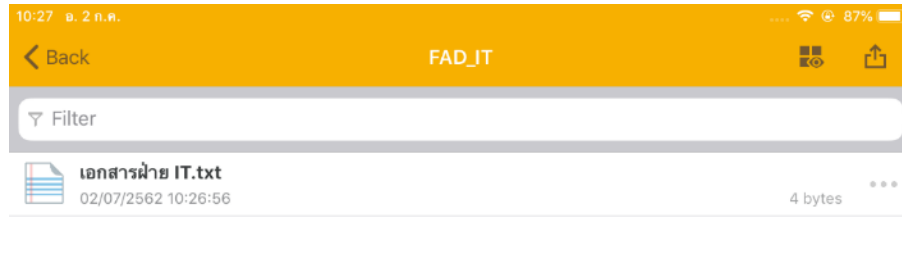 10:27 อ. 2 ก.ค. 87%
Back FAD_IT
Filter
เอกสารฝ่าย IT.txt
02/07/2562 10:26:56 4 bytes